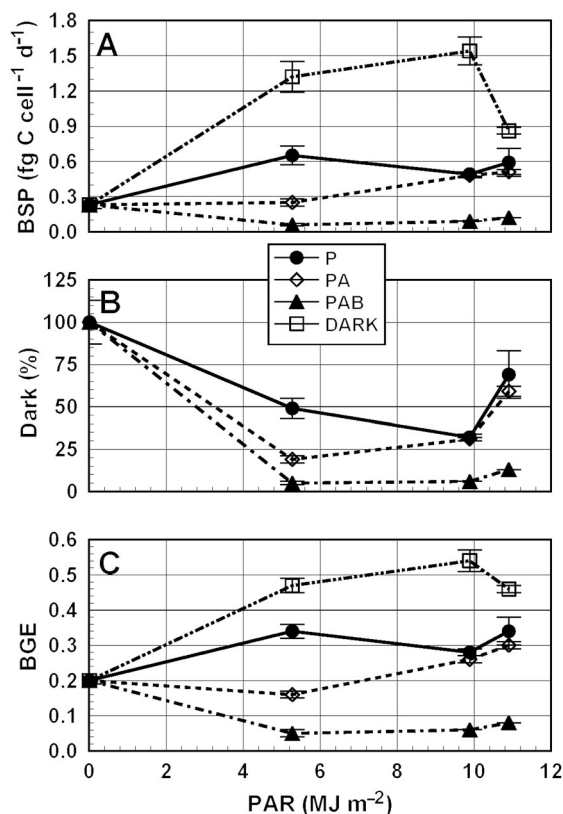 A
BSP (fg C cell⁻¹ d⁻¹)
1.8
1.5
1.2
0.9
0.6
0.3
0.0
P
PA
PAB
DARK
B
Dark (%)
125
100
75
50
25
0
C
BGE
0.6
0.5
0.4
0.3
0.2
0.1
0.0
0 2 4 6 8 10 12
PAR (MJ m⁻²)